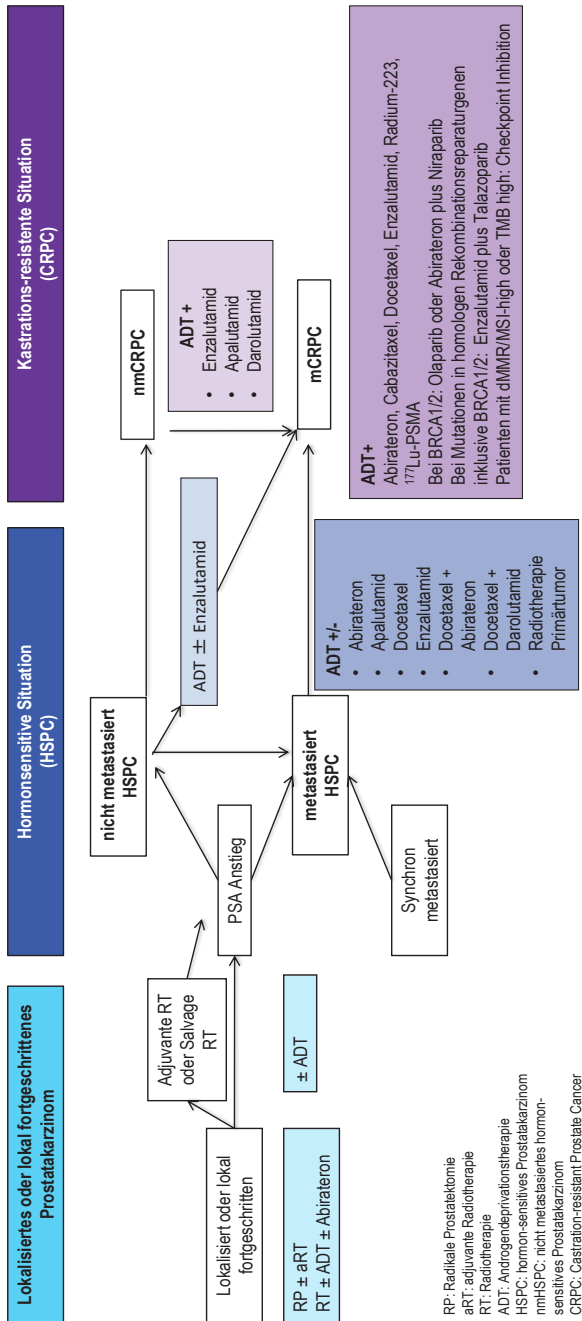 Lokalisiertes oder lokal fortgeschrittenes
Prostatakarzinom
Hormonsensitive Situation
(HSPC)
Kastrations-resistente Situation
(CRPC)
Lokalisiert oder lokal
fortgeschritten
RP ± aRT
RT ± ADT ± Abirateron
Adjuvante RT
oder Salvage
RT
± ADT
PSA Anstieg
Synchron
metastasiert
nicht metastasiert
HSPC
ADT ± Enzalutamid
metastasiert
HSPC
ADT +/-
• Abirateron
• Apalutamid
• Docetaxel
• Enzalutamid
• Docetaxel +
Abirateron
• Docetaxel +
Darolutamid
• Radiotherapie
Primärtumor
nmCRPC
ADT +
• Enzalutamid
• Apalutamid
• Darolutamid
mCRPC
ADT+
Abirateron, Cabazitaxel, Docetaxel, Enzalutamid, Radium-223,
¹⁷⁷Lu-PSMA
Bei BRCA1/2: Olaparib oder Abirateron plus Niraparib
Bei Mutationen in homologen Rekombinationsreparaturgenen
inklusive BRCA1/2: Enzalutamid plus Talazoparib
Patienten mit dMMR/MSI-high oder TMB high: Checkpoint Inhibition
RP: Radikale Prostatektomie
aRT: adjuvante Radiotherapie
RT: Radiotherapie
ADT: Androgendeprivationstherapie
HSPC: hormon-sensitives Prostatakarzinom
nmHSPC: nicht metastasiertes hormon-
sensitives Prostatakarzinom
CRPC: Castration-resistant Prostate Cancer